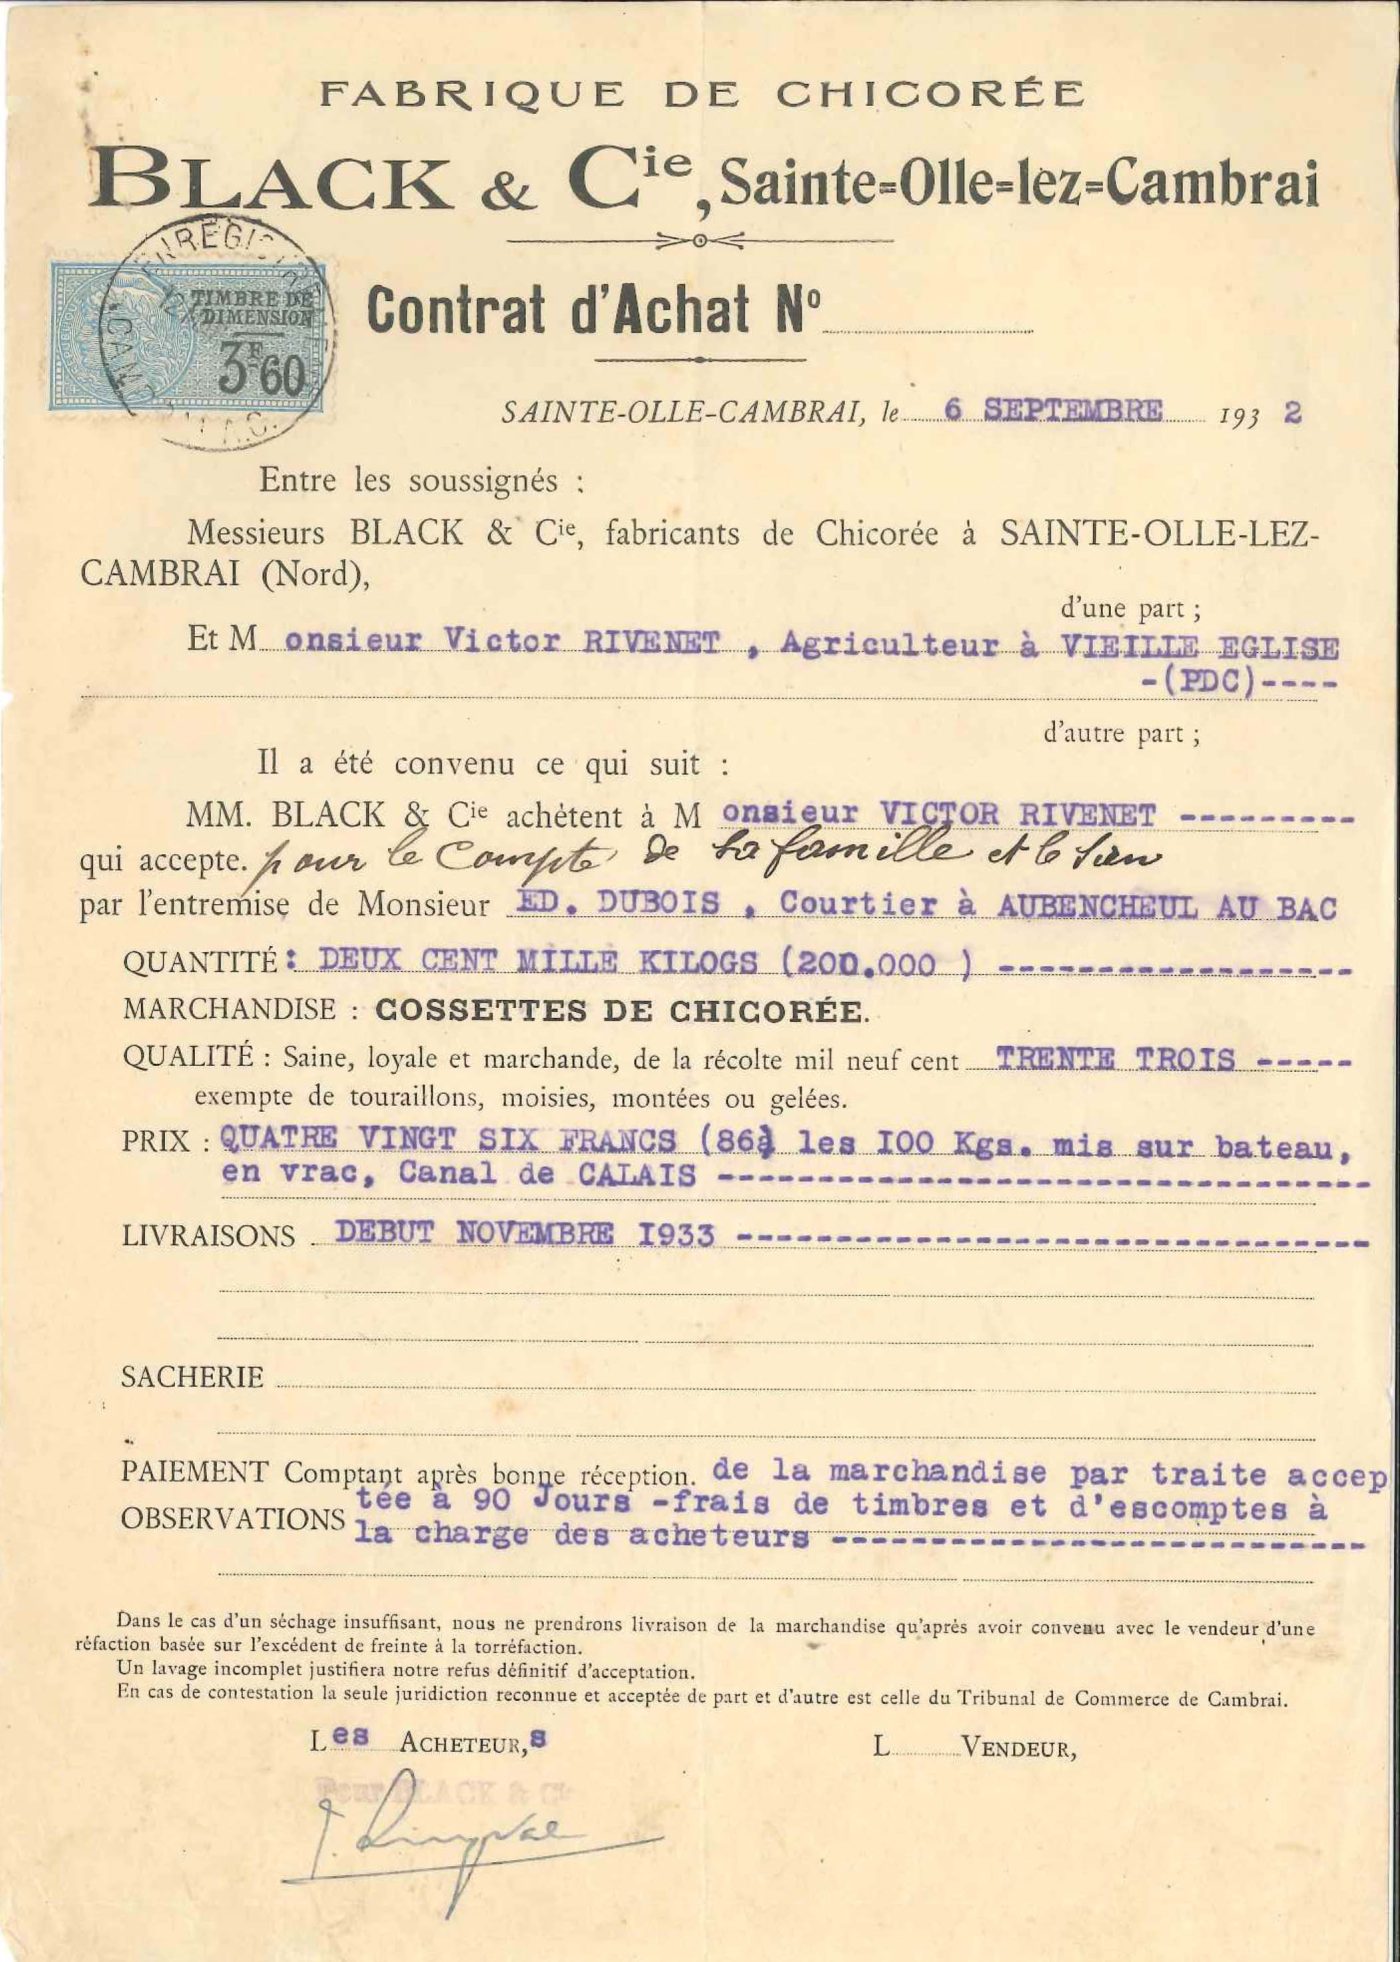 FABRIQUE DE CHICORÉE
BLACK & Cie, Sainte=Olle=lez=Cambrai
ENREGISTREMENT
TIMBRE DE
DIMENSION
3F60
Contrat d'Achat No
SAINTE-OLLE-CAMBRAI, le 6 SEPTEMBRE 193 2
Entre les soussignés :
Messieurs BLACK & Cie, fabricants de Chicorée à SAINTE-OLLE-LEZ-
CAMBRAI (Nord),
d'une part ;
Et M onsieur Victor RIVENET , Agriculteur à VIEILLE EGLISE
-(PDC)----
d'autre part ;
Il a été convenu ce qui suit :
MM. BLACK & Cie achètent à M onsieur VICTOR RIVENET ---------
qui accepte. pour le compte de sa famille et le sien
par l'entremise de Monsieur ED. DUBOIS , Courtier à AUBENCHEUL AU BAC
QUANTITÉ : DEUX CENT MILLE KILOGS (200.000 ) ------------------
MARCHANDISE : COSSETTES DE CHICORÉE.
QUALITÉ : Saine, loyale et marchande, de la récolte mil neuf cent TRENTE TROIS -----
exempte de touraillons, moisies, montées ou gelées.
PRIX : QUATRE VINGT SIX FRANCS (86) les I00 Kgs. mis sur bateau,
en vrac, Canal de CALAIS ---------------------------------
LIVRAISONS DEBUT NOVEMBRE I933 --------------------------------
SACHERIE
PAIEMENT Comptant après bonne réception. de la marchandise par traite accep
tée à 90 Jours -frais de timbres et d'escomptes à
OBSERVATIONS la charge des acheteurs ---------------------------
Dans le cas d'un séchage insuffisant, nous ne prendrons livraison de la marchandise qu'après avoir convenu avec le vendeur d'une
réfaction basée sur l'excédent de freinte à la torréfaction.
Un lavage incomplet justifiera notre refus définitif d'acceptation.
En cas de contestation la seule juridiction reconnue et acceptée de part et d'autre est celle du Tribunal de Commerce de Cambrai.
Les ACHETEUR,s
L VENDEUR,
Pour BLACK & Cie